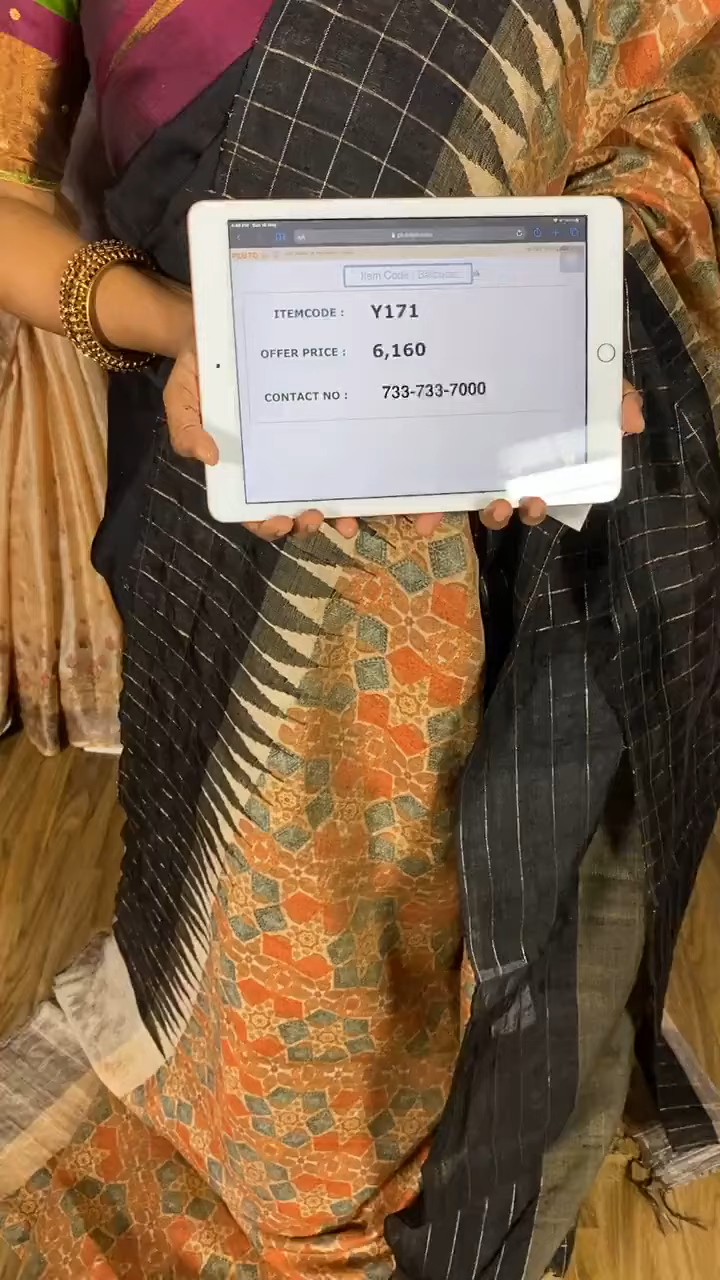 Item Code / Barcode
ITEMCODE : Y171
OFFER PRICE : 6,160
CONTACT NO : 733-733-7000